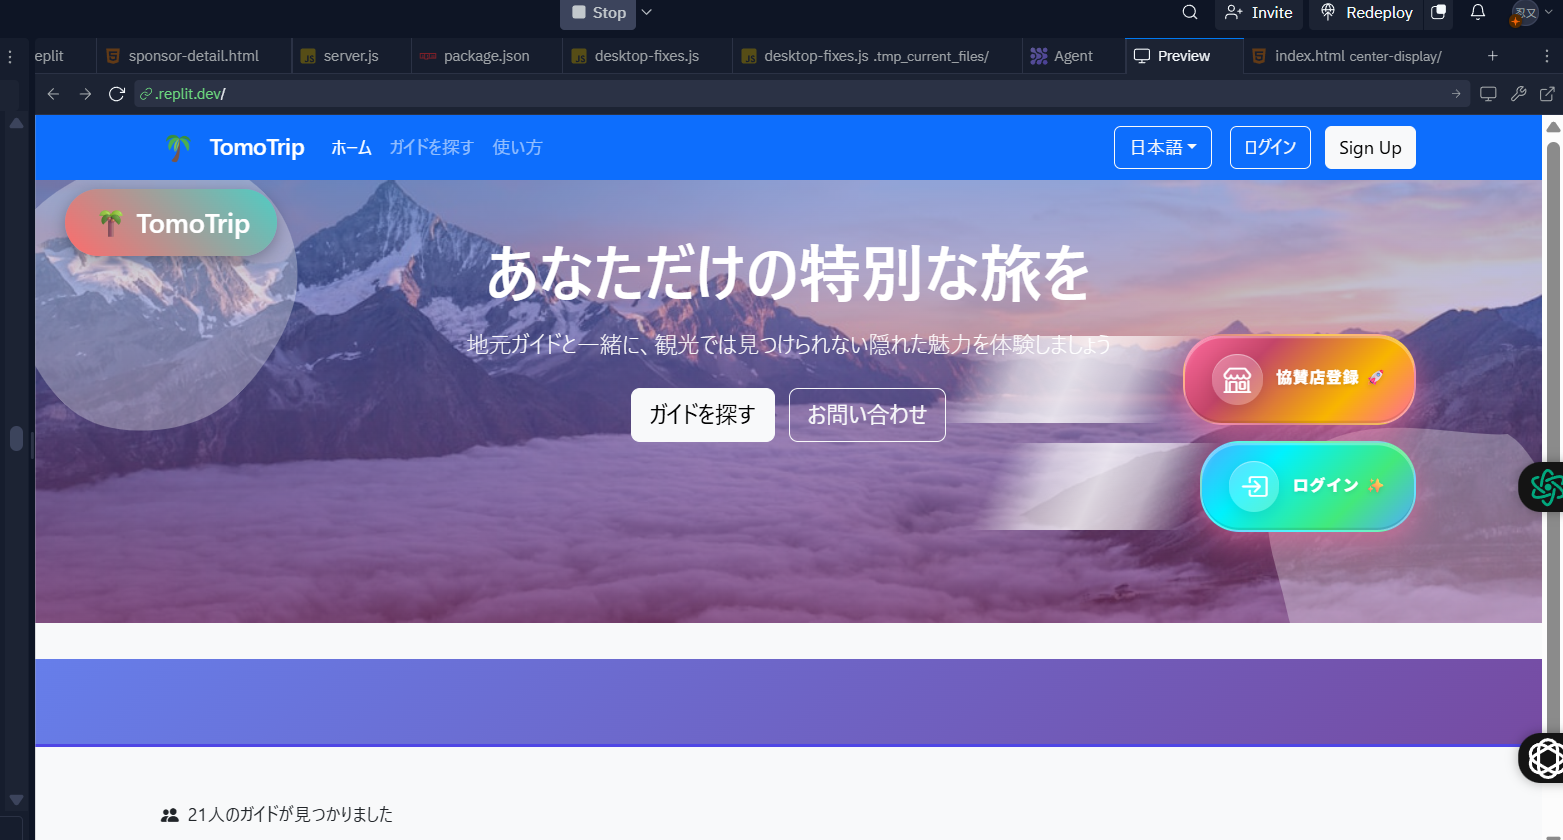 Stop
Invite
Redeploy
eplit
sponsor-detail.html
server.js
package.json
desktop-fixes.js
desktop-fixes.js .tmp_current_files/
Agent
Preview
index.html center-display/
.replit.dev/
TomoTrip
ホーム
ガイドを探す
使い方
日本語
ログイン
Sign Up
TomoTrip
あなただけの特別な旅を
地元ガイドと一緒に、観光では見つけられない隠れた魅力を体験しましょう
ガイドを探す
お問い合わせ
協賛店登録 🚀
ログイン ✨
21人のガイドが見つかりました